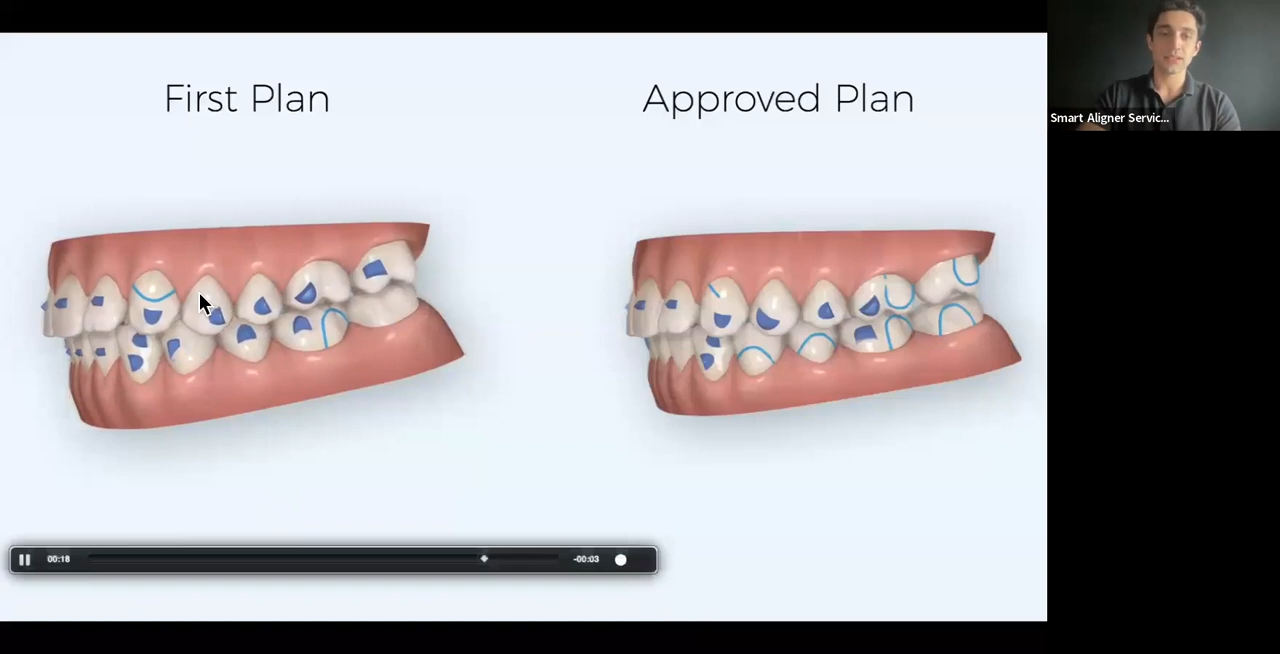 First Plan
Approved Plan
Smart Aligner Servic...
00:18
-00:03